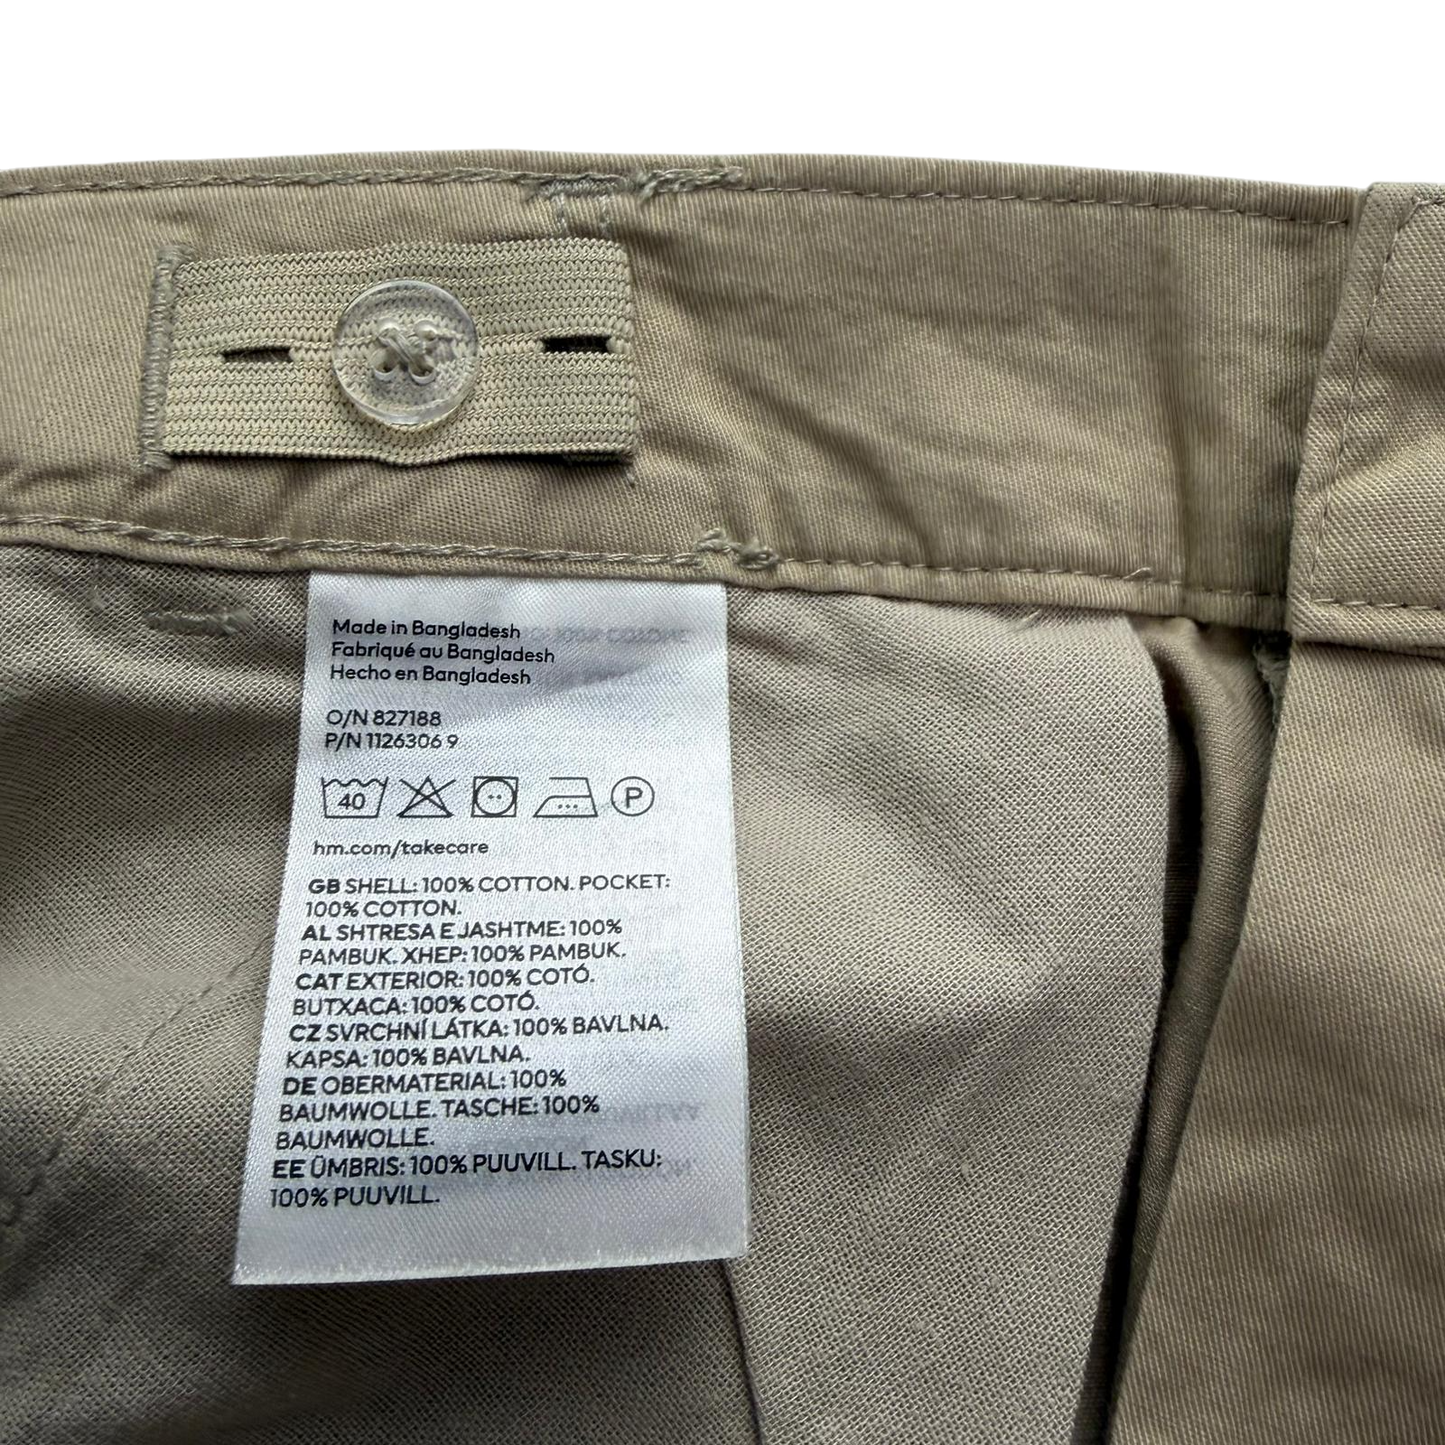 Made in Bangladesh
Fabriqué au Bangladesh
Hecho en Bangladesh
O/N 827188
P/N 1126306 9
40 P
hm.com/takecare
GB SHELL: 100% COTTON. POCKET:
100% COTTON.
AL SHTRESA E JASHTME: 100%
PAMBUK. XHEP: 100% PAMBUK.
CAT EXTERIOR: 100% COTÓ.
BUTXACA: 100% COTÓ.
CZ SVRCHNÍ LÁTKA: 100% BAVLNA.
KAPSA: 100% BAVLNA.
DE OBERMATERIAL: 100%
BAUMWOLLE. TASCHE: 100%
BAUMWOLLE.
EE ÜMBRIS: 100% PUUVILL. TASKU:
100% PUUVILL.